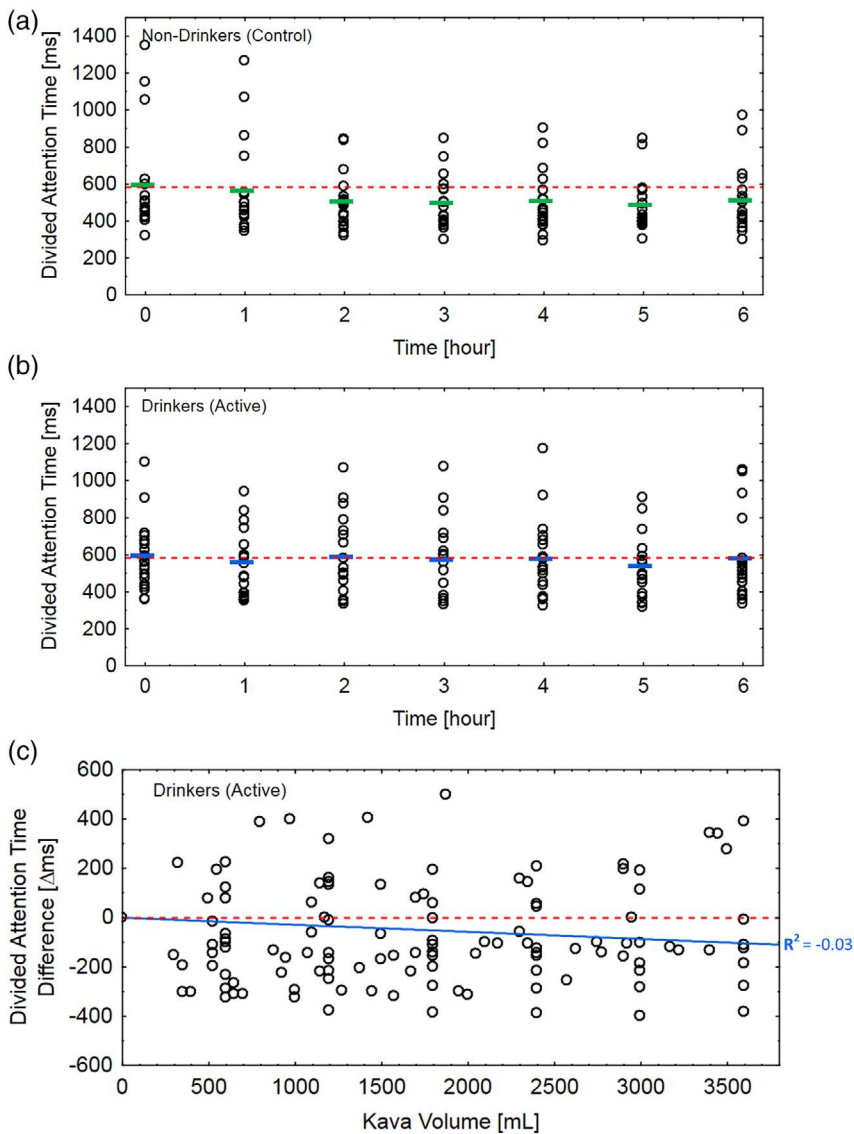 (a)
Non-Drinkers (Control)
Divided Attention Time [ms]
1400
1200
1000
800
600
400
200
0
0 1 2 3 4 5 6
Time [hour]
(b)
Drinkers (Active)
Divided Attention Time [ms]
1400
1200
1000
800
600
400
200
0
0 1 2 3 4 5 6
Time [hour]
(c)
Drinkers (Active)
Divided Attention Time
Difference [Δms]
600
400
200
0
-200
-400
-600
R² = -0.03
0 500 1000 1500 2000 2500 3000 3500
Kava Volume [mL]